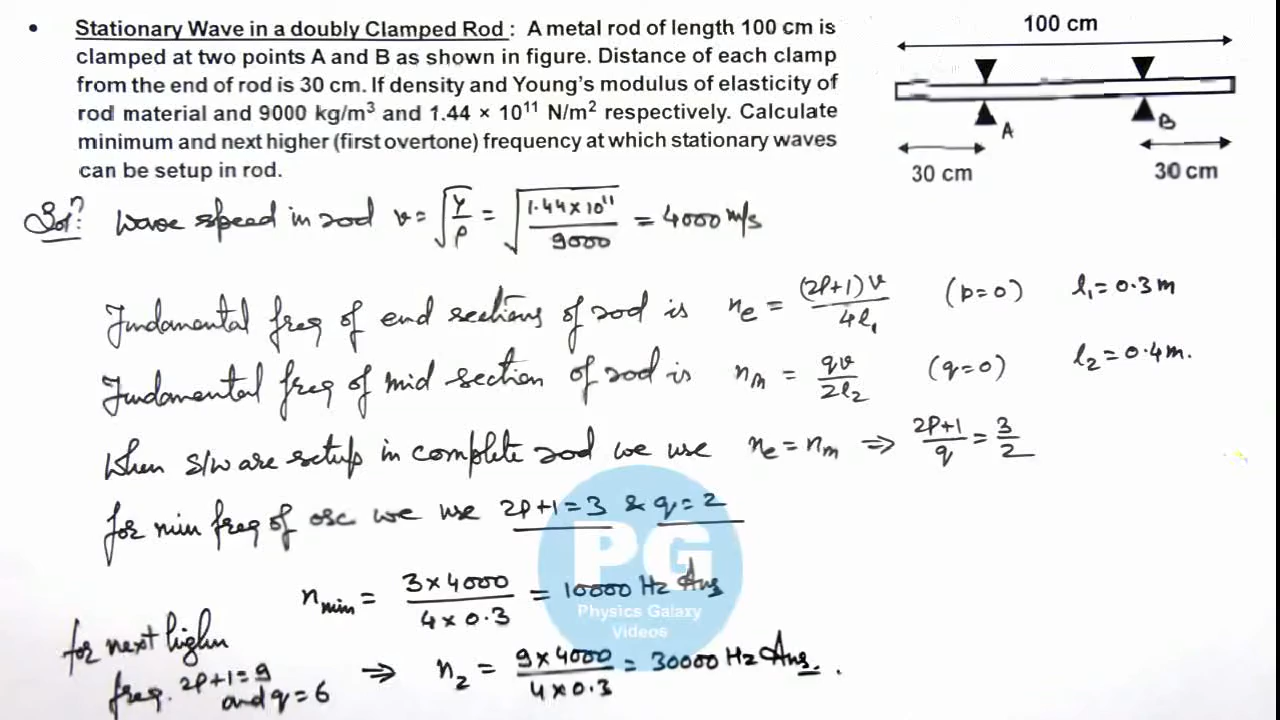 • Stationary Wave in a doubly Clamped Rod : A metal rod of length 100 cm is
clamped at two points A and B as shown in figure. Distance of each clamp
from the end of rod is 30 cm. If density and Young's modulus of elasticity of
rod material and 9000 kg/m³ and 1.44 × 10¹¹ N/m² respectively. Calculate
minimum and next higher (first overtone) frequency at which stationary waves
can be setup in rod.
100 cm
A
B
30 cm
30 cm
Solⁿ: Wave speed in rod v = √(Y/ρ) = √(1.44×10¹¹/9000) = 4000 m/s
Fundamental freq of end sections of rod is nₑ = (2p+1)v/4l₁ (p=0) l₁ = 0.3 m
Fundamental freq of mid section of rod is nₘ = qv/2l₂ (q=0) l₂ = 0.4 m.
When S/W are setup in complete rod we use nₑ = nₘ ⇒ (2p+1)/q = 3/2
for min freq of osc we use 2p+1=3 & q=2
n_min = (3×4000)/(4×0.3) = 10000 Hz Ans
for next higher
freq. 2p+1=9
and q=6
⇒ n₂ = (9×4000)/(4×0.3) = 30000 Hz Ans.
PG
Physics Galaxy
Videos